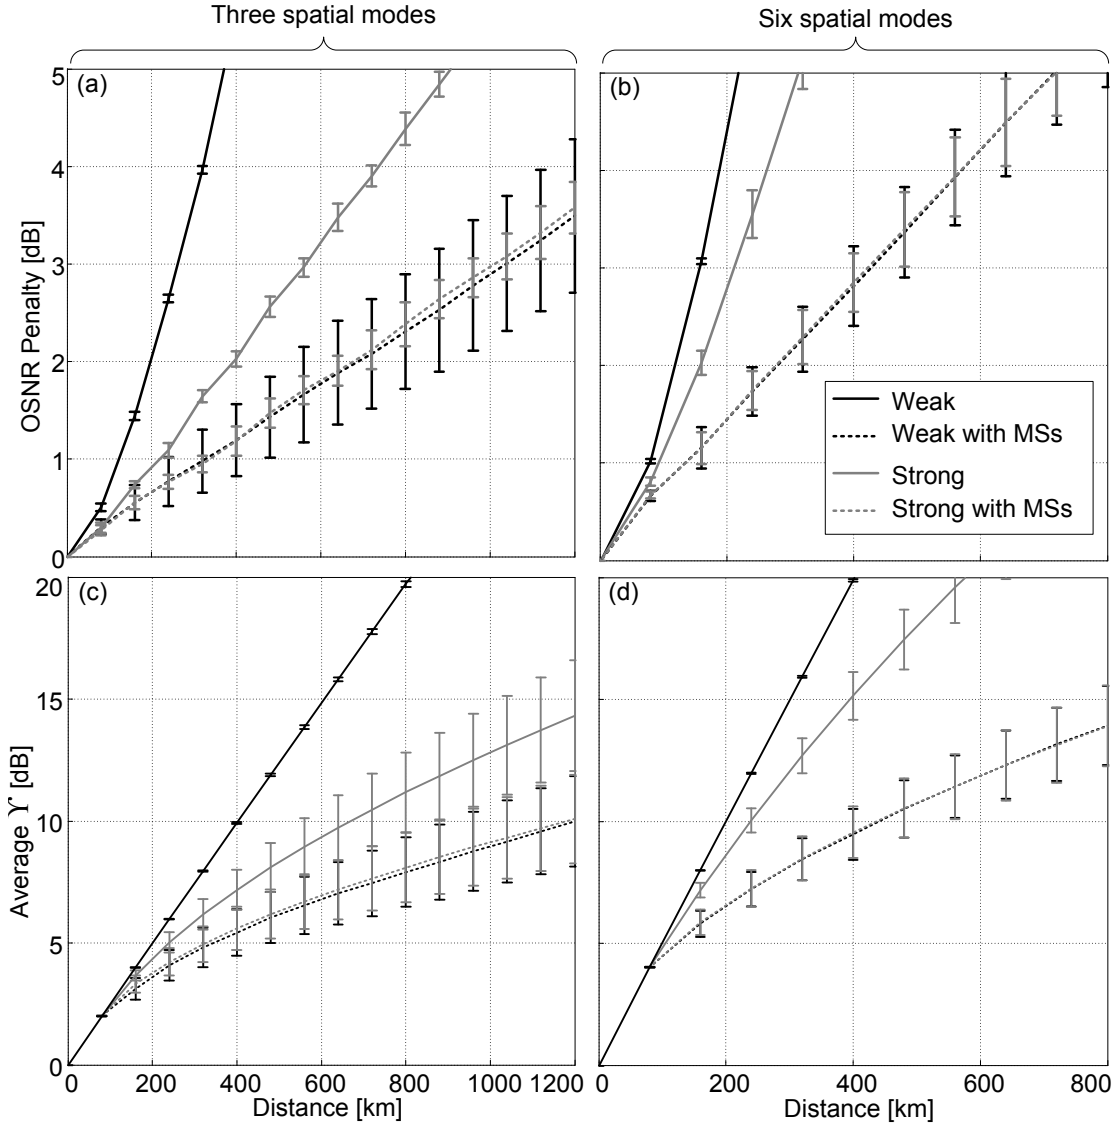 Three spatial modes
Six spatial modes
(a)
(b)
5
4
3
2
1
0
OSNR Penalty [dB]
Weak
Weak with MSs
Strong
Strong with MSs
(c)
(d)
20
15
10
5
0
Average ϒ [dB]
0 200 400 600 800 1000 1200
0 200 400 600 800
Distance [km]
Distance [km]